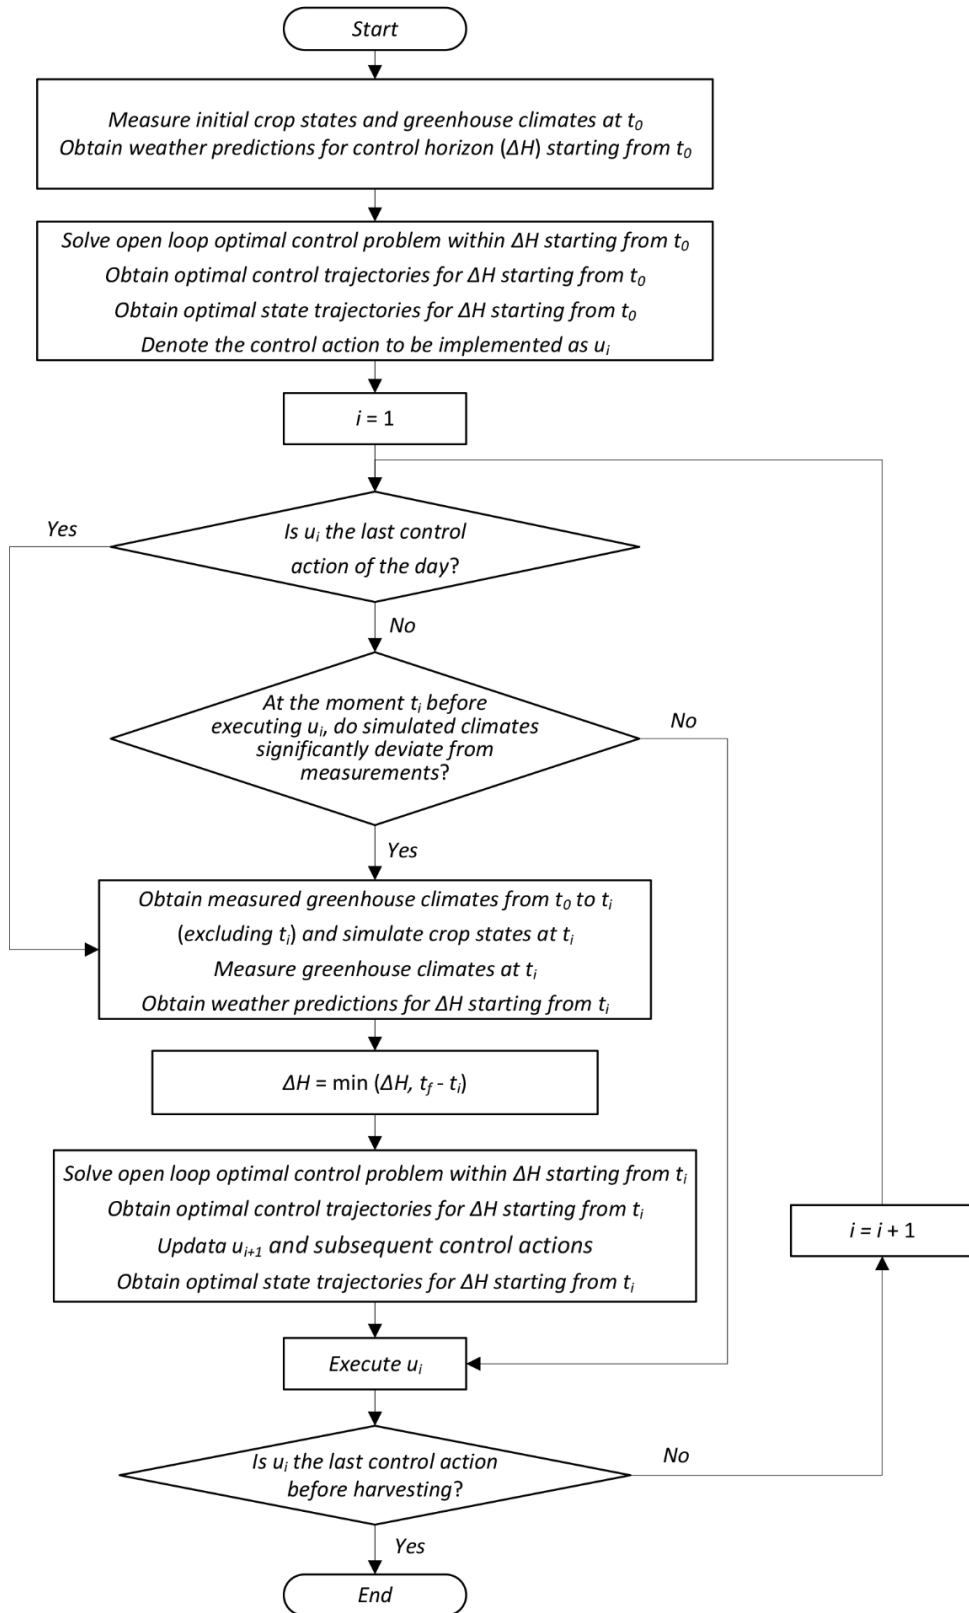 Start
Measure initial crop states and greenhouse climates at t₀
Obtain weather predictions for control horizon (ΔH) starting from t₀
Solve open loop optimal control problem within ΔH starting from t₀
Obtain optimal control trajectories for ΔH starting from t₀
Obtain optimal state trajectories for ΔH starting from t₀
Denote the control action to be implemented as uᵢ
i = 1
Is uᵢ the last control
action of the day?
Yes
No
At the moment tᵢ before
executing uᵢ, do simulated climates
significantly deviate from
measurements?
No
Yes
Obtain measured greenhouse climates from t₀ to tᵢ
(excluding tᵢ) and simulate crop states at tᵢ
Measure greenhouse climates at tᵢ
Obtain weather predictions for ΔH starting from tᵢ
ΔH = min (ΔH, t_f - tᵢ)
Solve open loop optimal control problem within ΔH starting from tᵢ
Obtain optimal control trajectories for ΔH starting from tᵢ
Updata uᵢ₊₁ and subsequent control actions
Obtain optimal state trajectories for ΔH starting from tᵢ
i = i + 1
Execute uᵢ
Is uᵢ the last control action
before harvesting?
No
Yes
End